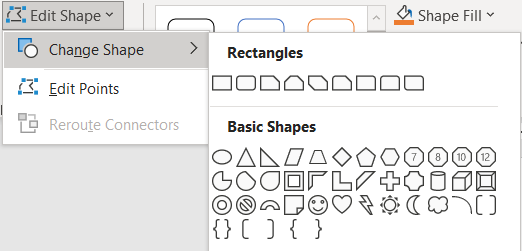 Edit Shape
Shape Fill
Change Shape
Edit Points
Reroute Connectors
Rectangles
Basic Shapes
7 8 10 12